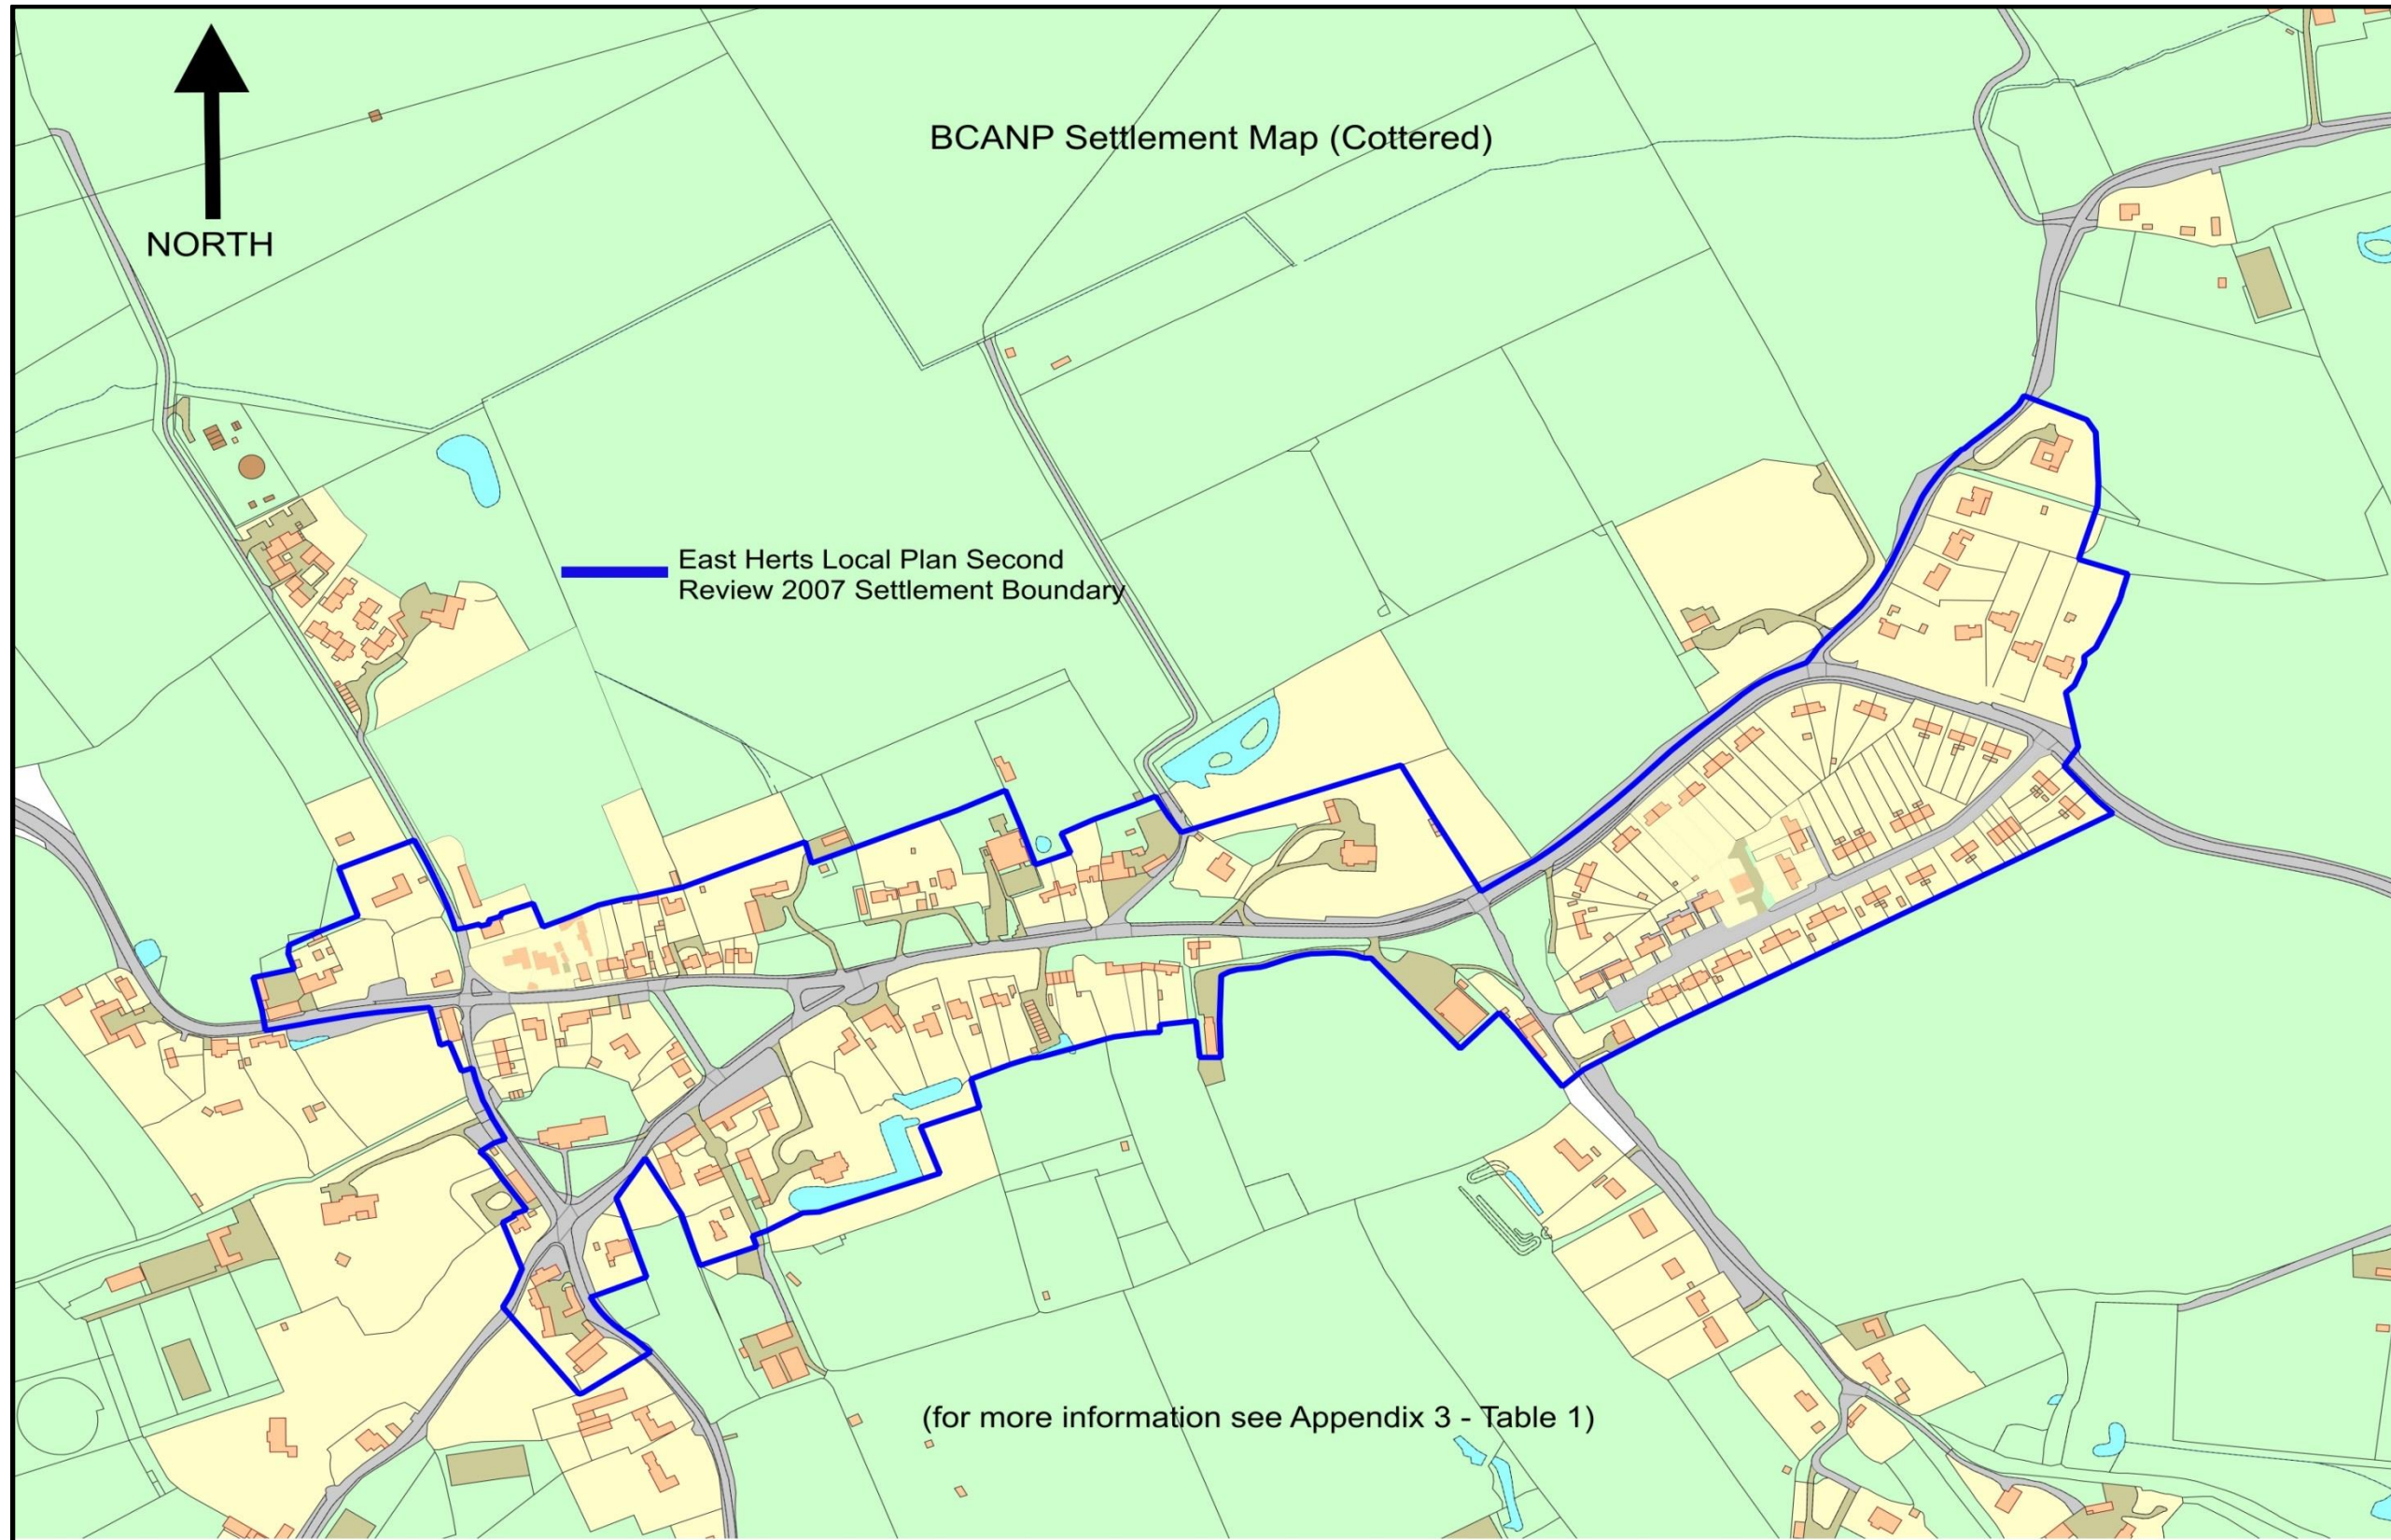 BCANP Settlement Map (Cottered)
NORTH
East Herts Local Plan Second
Review 2007 Settlement Boundary
(for more information see Appendix 3 - Table 1)